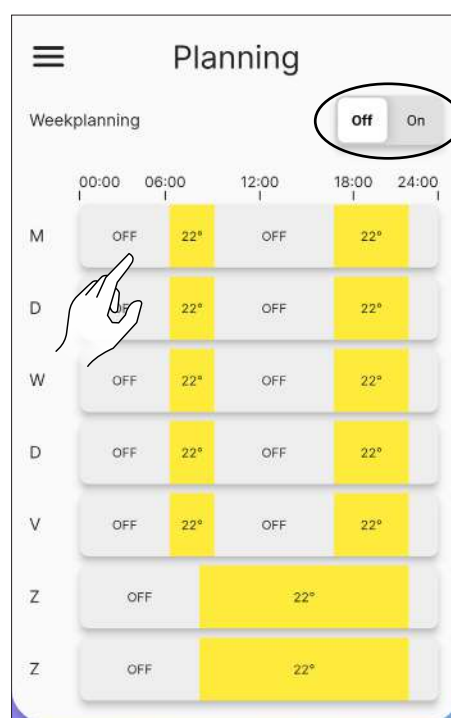 Planning
Weekplanning Off On
00:00 06:00 12:00 18:00 24:00
M OFF 22° OFF 22°
D OFF 22° OFF 22°
W OFF 22° OFF 22°
D OFF 22° OFF 22°
V OFF 22° OFF 22°
Z OFF 22°
Z OFF 22°